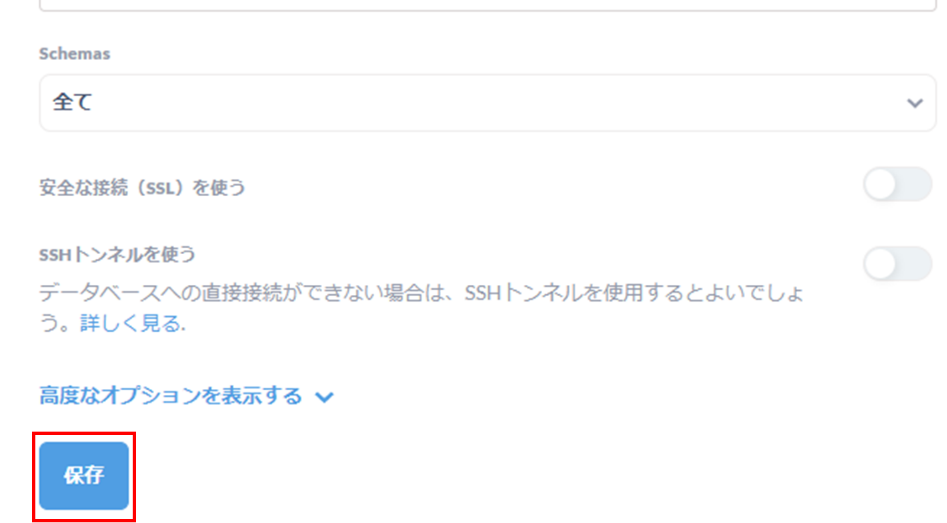 Schemas
全て
安全な接続（SSL）を使う
SSHトンネルを使う
データベースへの直接接続ができない場合は、SSHトンネルを使用するとよいでしょ
う。詳しく見る.
高度なオプションを表示する
保存